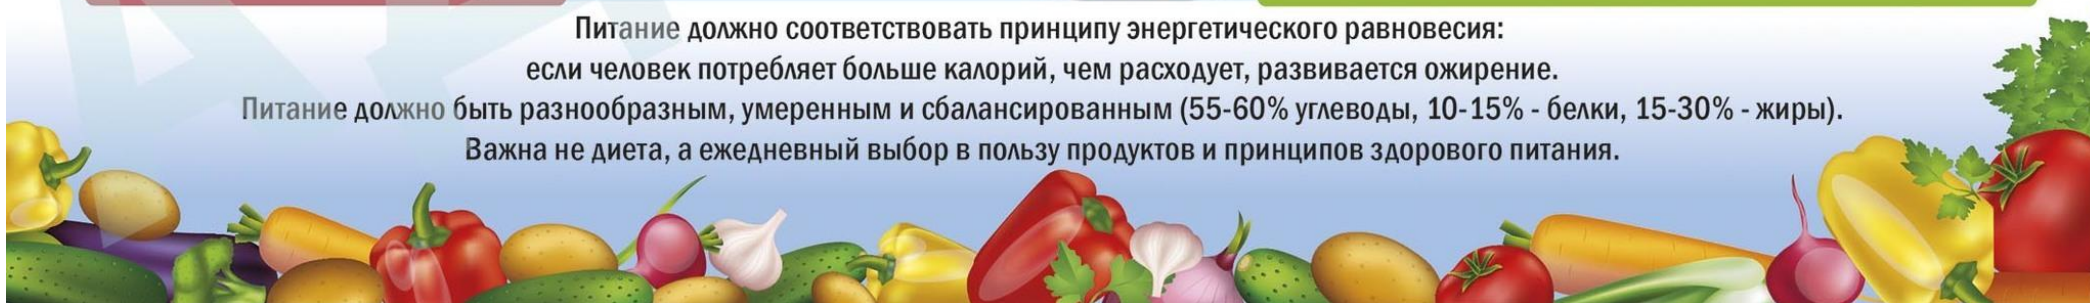 Питание должно соответствовать принципу энергетического равновесия:
если человек потребляет больше калорий, чем расходует, развивается ожирение.
Питание должно быть разнообразным, умеренным и сбалансированным (55-60% углеводы, 10-15% - белки, 15-30% - жиры).
Важна не диета, а ежедневный выбор в пользу продуктов и принципов здорового питания.